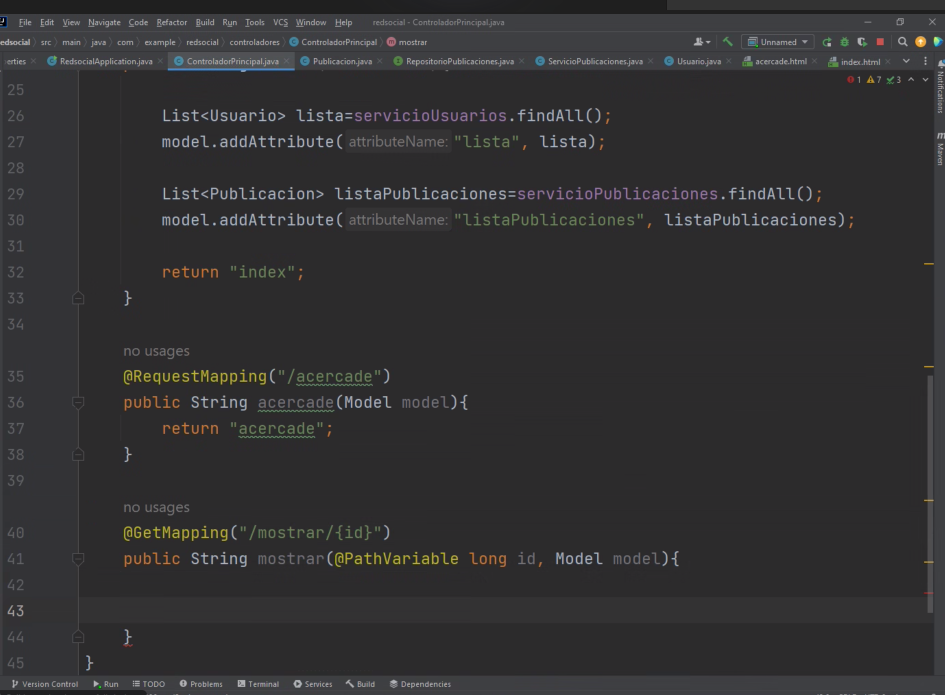 File Edit View Navigate Code Refactor Build Run Tools VCS Window Help redsocial - ControladorPrincipal.java
edsocial src main java com example redsocial controladores ControladorPrincipal mostrar Unnamed
erties RedsocialApplication.java ControladorPrincipal.java Publicacion.java RepositorioPublicaciones.java ServicioPublicaciones.java Usuario.java acercade.html index.html
1 7 3
Notifications
Maven
25
26 List<Usuario> lista=servicioUsuarios.findAll();
27 model.addAttribute( attributeName: "lista", lista);
28
29 List<Publicacion> listaPublicaciones=servicioPublicaciones.findAll();
30 model.addAttribute( attributeName: "listaPublicaciones", listaPublicaciones);
31
32 return "index";
33 }
34
no usages
35 @RequestMapping("/acercade")
36 public String acercade(Model model){
37 return "acercade";
38 }
39
no usages
40 @GetMapping("/mostrar/{id}")
41 public String mostrar(@PathVariable long id, Model model){
42
43
44 }
45 }
Version Control Run TODO Problems Terminal Services Build Dependencies